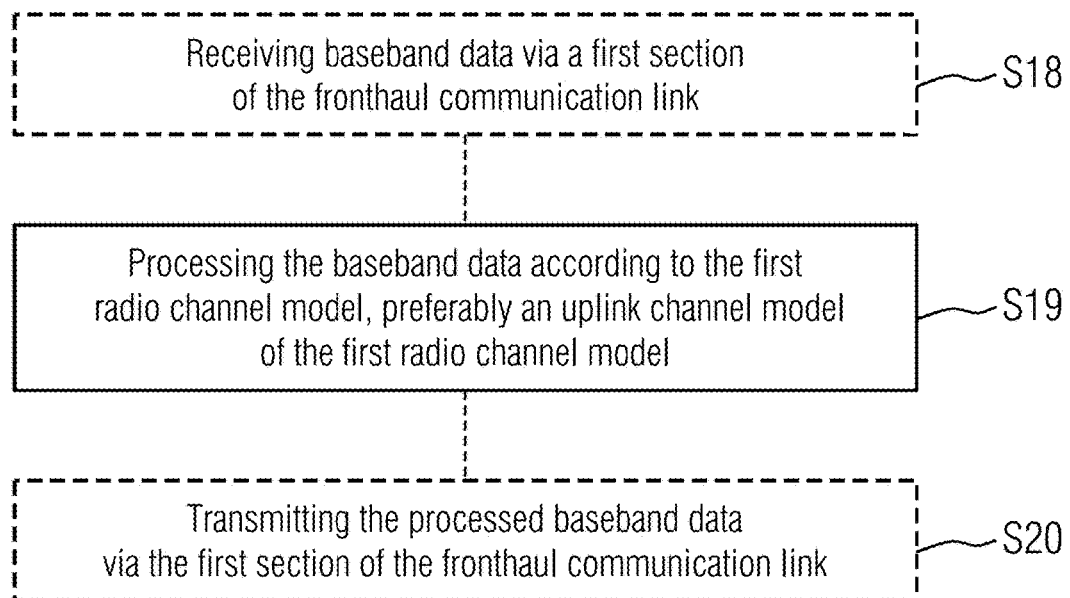 Receiving baseband data via a first section
of the fronthaul communication link
S18
Processing the baseband data according to the first
radio channel model, preferably an uplink channel model
of the first radio channel model
S19
Transmitting the processed baseband data
via the first section of the fronthaul communication link
S20